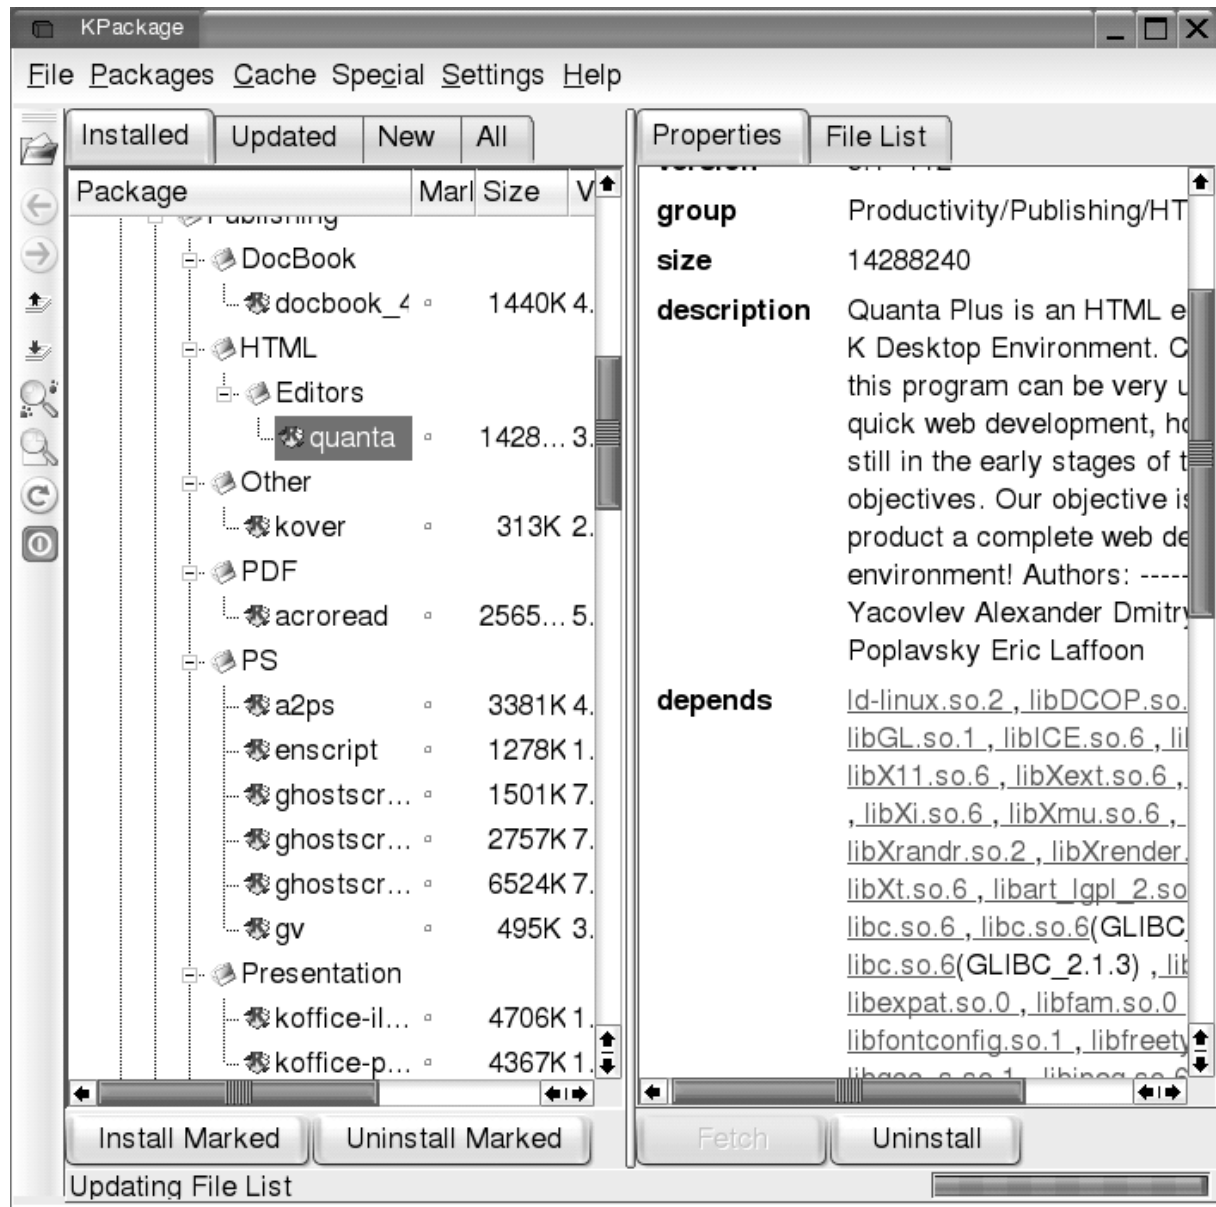 KPackage
File Packages Cache Special Settings Help
Installed Updated New All
Package Marl Size V
Publishing
DocBook
docbook_4 1440K 4.
HTML
Editors
quanta 1428... 3.
Other
kover 313K 2.
PDF
acroread 2565... 5.
PS
a2ps 3381K 4.
enscript 1278K 1.
ghostscr... 1501K 7.
ghostscr... 2757K 7.
ghostscr... 6524K 7.
gv 495K 3.
Presentation
koffice-il... 4706K 1.
koffice-p... 4367K 1.
Install Marked Uninstall Marked
Updating File List
Properties File List
version
group Productivity/Publishing/HT
size 14288240
description Quanta Plus is an HTML e
K Desktop Environment. C
this program can be very u
quick web development, ho
still in the early stages of t
objectives. Our objective is
product a complete web de
environment! Authors: -----
Yacovlev Alexander Dmitry
Poplavsky Eric Laffoon
depends ld-linux.so.2 , libDCOP.so.
libGL.so.1 , libICE.so.6 , lil
libX11.so.6 , libXext.so.6 ,
, libXi.so.6 , libXmu.so.6 ,
libXrandr.so.2 , libXrender.
libXt.so.6 , libart_lgpl_2.so
libc.so.6 , libc.so.6(GLIBC_
libc.so.6(GLIBC_2.1.3) , lib
libexpat.so.0 , libfam.so.0
libfontconfig.so.1 , libfreety
Fetch Uninstall